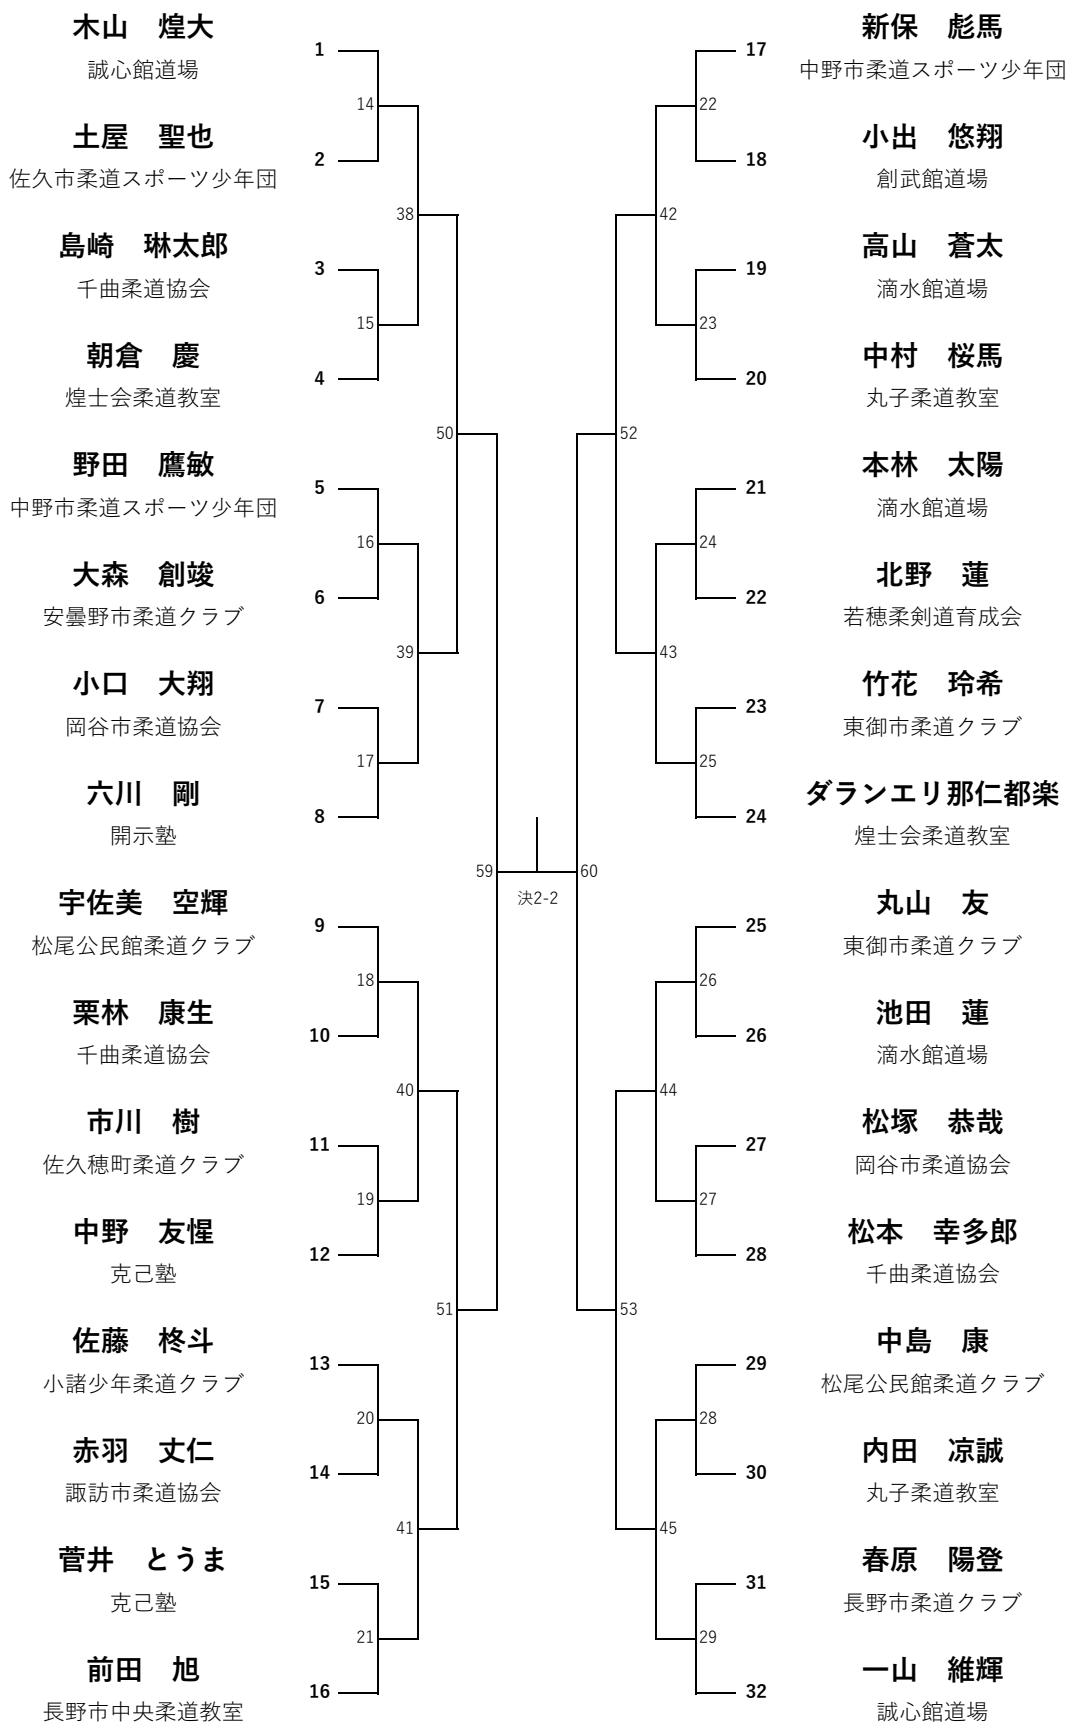 木山　煌大
1
誠心館道場
14
土屋　聖也
2
佐久市柔道スポーツ少年団
38
島崎　琳太郎
3
千曲柔道協会
15
朝倉　慶
4
煌士会柔道教室
50
野田　鷹敏
5
中野市柔道スポーツ少年団
16
大森　創竣
6
安曇野市柔道クラブ
39
小口　大翔
7
岡谷市柔道協会
17
六川　剛
8
開示塾
59
宇佐美　空輝
9
松尾公民館柔道クラブ
18
栗林　康生
10
千曲柔道協会
40
市川　樹
11
佐久穂町柔道クラブ
19
中野　友惺
12
克己塾
51
佐藤　柊斗
13
小諸少年柔道クラブ
20
赤羽　丈仁
14
諏訪市柔道協会
41
菅井　とうま
15
克己塾
21
前田　旭
16
長野市中央柔道教室
決2-2
新保　彪馬
17
中野市柔道スポーツ少年団
22
小出　悠翔
18
創武館道場
42
高山　蒼太
19
滴水館道場
23
中村　桜馬
20
丸子柔道教室
52
本林　太陽
21
滴水館道場
24
北野　蓮
22
若穂柔剣道育成会
43
竹花　玲希
23
東御市柔道クラブ
25
ダランエリ那仁都楽
24
煌士会柔道教室
60
丸山　友
25
東御市柔道クラブ
26
池田　蓮
26
滴水館道場
44
松塚　恭哉
27
岡谷市柔道協会
27
松本　幸多郎
28
千曲柔道協会
53
中島　康
29
松尾公民館柔道クラブ
28
内田　凉誠
30
丸子柔道教室
45
春原　陽登
31
長野市柔道クラブ
29
一山　維輝
32
誠心館道場